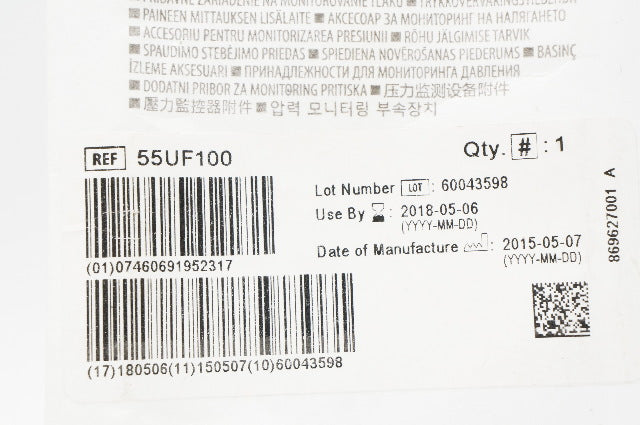 PAINEEN MITTAUKSEN LISÄLAITE ■ АКСЕСОАР ЗА МОНИТОРИНГ НА НАЛЯГАНЕТО
■ ACCESORIU PENTRU MONITORIZAREA PRESIUNII ■ RÕHU JÄLGIMISE TARVIK
■ SPAUDIMO STEBĖJIMO PRIEDAS ■ SPIEDIENA NOVĒROŠANAS PIEDERUMS ■ BASINÇ
İZLEME AKSESUARI ■ ПРИНАДЛЕЖНОСТИ ДЛЯ МОНИТОРИНГА ДАВЛЕНИЯ
■ DODATNI PRIBOR ZA MONITORING PRITISKA ■ 压力监测设备附件
■ 壓力監控器附件 ■ 압력 모니터링 부속장치
REF 55UF100
Qty. # : 1
(01)07460691952317
(17)180506(11)150507(10)60043598
Lot Number LOT : 60043598
Use By : 2018-05-06
(YYYY-MM-DD)
Date of Manufacture : 2015-05-07
(YYYY-MM-DD)
869627001 A